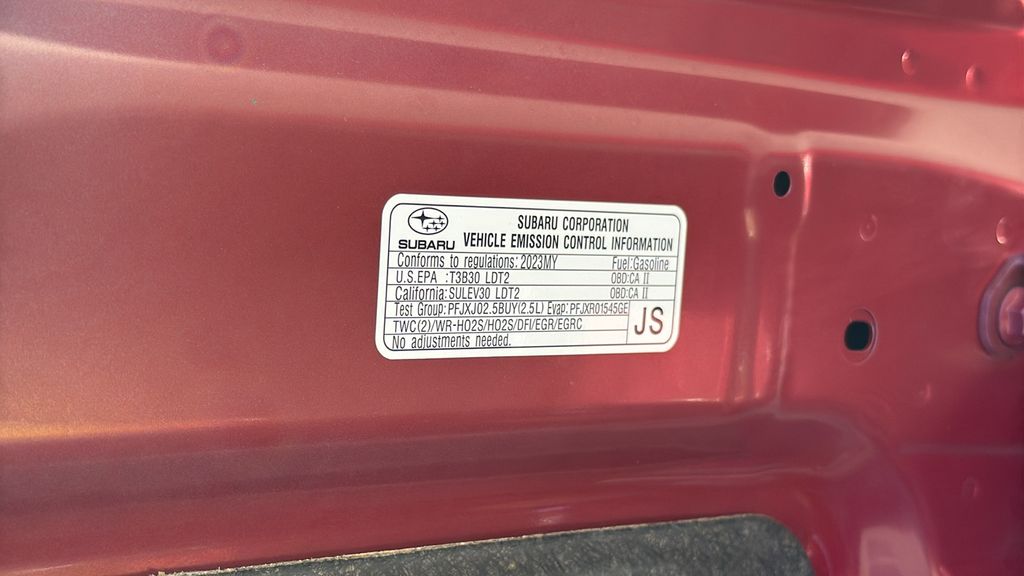 SUBARU
SUBARU CORPORATION
VEHICLE EMISSION CONTROL INFORMATION
Conforms to regulations: 2023MY Fuel:Gasoline
U.S.EPA :T3B30 LDT2 OBD:CA II
California:SULEV30 LDT2 OBD:CA II
Test Group:PFJXJ02.5BUY(2.5L) Evap:PFJXR01545GE
TWC(2)/WR-HO2S/HO2S/DFI/EGR/EGRC
No adjustments needed.
JS